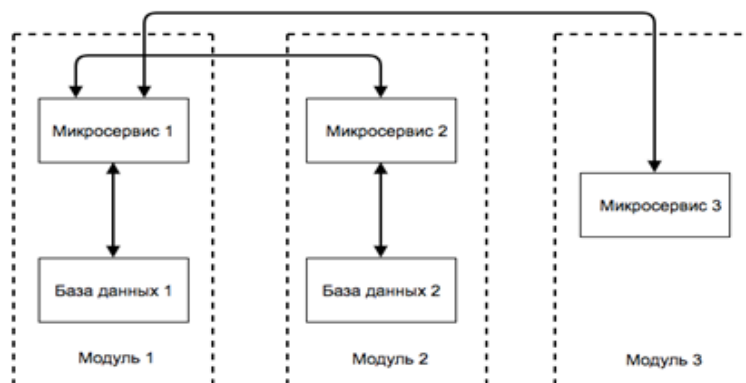 Микросервис 1
Микросервис 2
Микросервис 3
База данных 1
База данных 2
Модуль 1
Модуль 2
Модуль 3